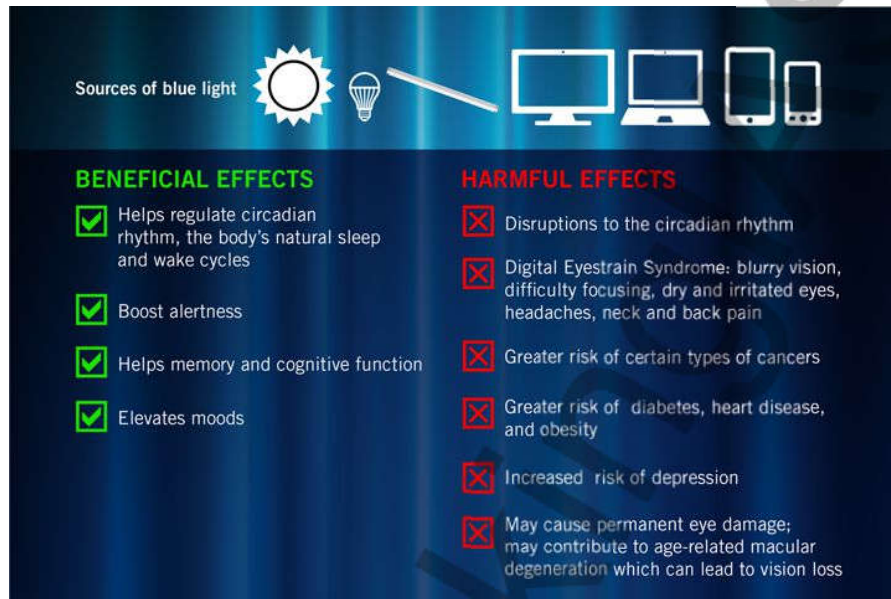 Sources of blue light
BENEFICIAL EFFECTS
Helps regulate circadian
rhythm, the body's natural sleep
and wake cycles
Boost alertness
Helps memory and cognitive function
Elevates moods
HARMFUL EFFECTS
Disruptions to the circadian rhythm
Digital Eyestrain Syndrome: blurry vision,
difficulty focusing, dry and irritated eyes,
headaches, neck and back pain
Greater risk of certain types of cancers
Greater risk of diabetes, heart disease,
and obesity
Increased risk of depression
May cause permanent eye damage;
may contribute to age-related macular
degeneration which can lead to vision loss